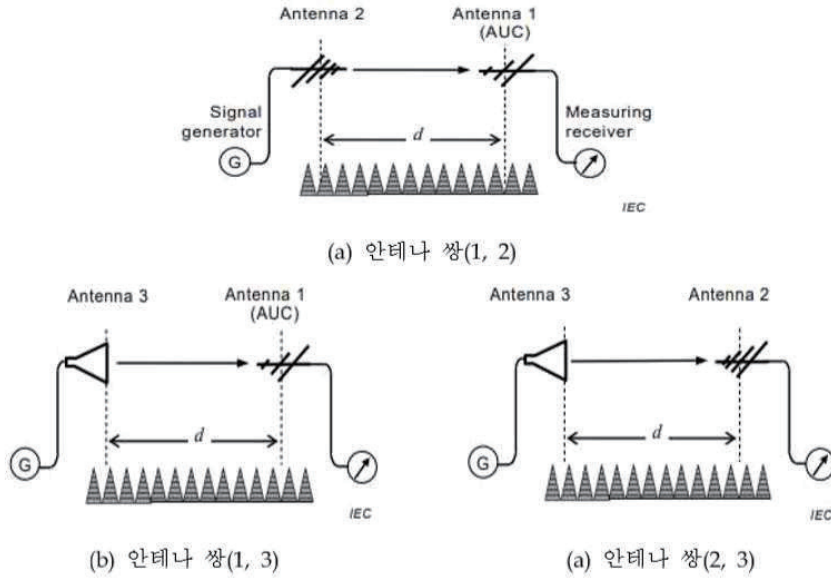 Antenna 2
Antenna 1
(AUC)
Signal
generator
G
d
Measuring
receiver
IEC
(a) 안테나 쌍(1, 2)
Antenna 3
Antenna 1
(AUC)
G
d
IEC
(b) 안테나 쌍(1, 3)
Antenna 3
Antenna 2
G
d
IEC
(a) 안테나 쌍(2, 3)